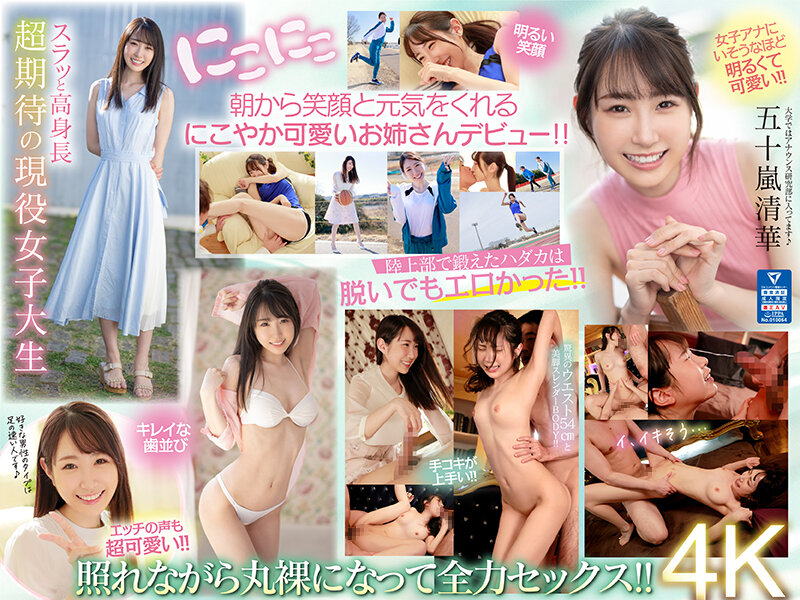 スラッと高身長
超期待の現役女子大生
にこにこ
明るい
笑顔
朝から笑顔と元気をくれる
にこやか可愛いお姉さんデビュー!!
女子アナに
いそうなほど
明るくて
可愛い!!
大学ではアナウンス研究部に入ってます♪
五十嵐清華
陸上部で鍛えたハダカは
脱いでもエロかった!!
No.010064
キレイな
歯並び
好きな男性のタイプは
足の速い人です♪
エッチの声も
超可愛い!!
手コキが
上手い!!
驚異のウエスト54cmと
美脚スレンダーBODY!!
イ、イキそう…
照れながら丸裸になって全力セックス!!
4K